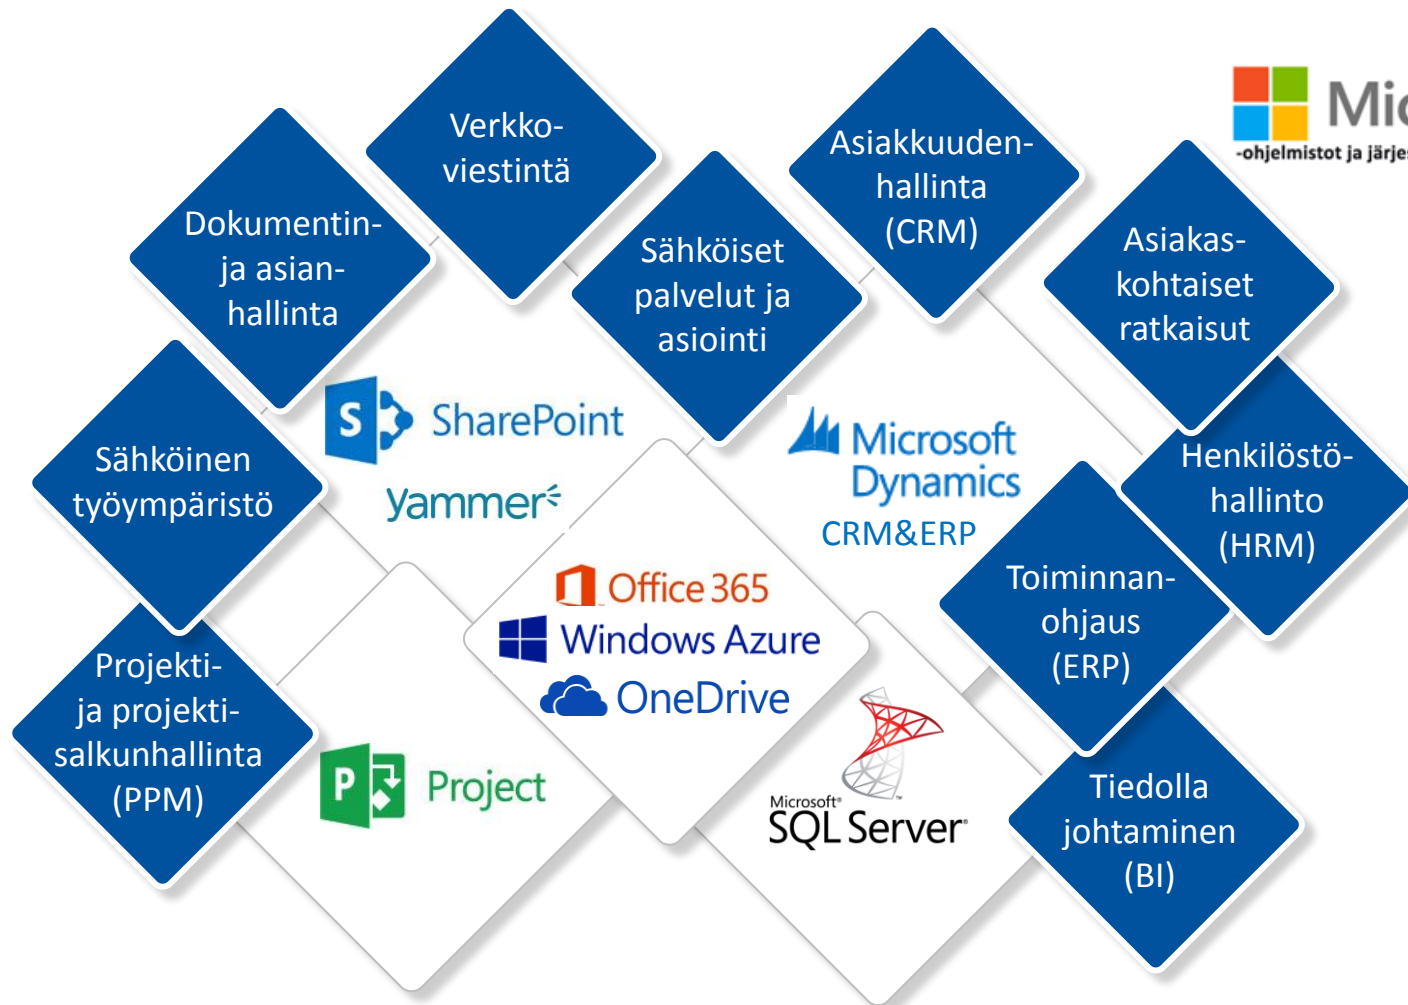 Verkko-
viestintä
Asiakkuuden-
hallinta
(CRM)
-ohjelmistot ja
Dokumentin-
ja asian-
hallinta
Sähköiset
palvelut ja
asiointi
Asiakas-
kohtaiset
ratkaisut
SharePoint
yammer
Microsoft
Dynamics
CRM&ERP
Sähköinen
työympäristö
Henkilöstö-
hallinto
(HRM)
Office 365
Windows Azure
OneDrive
Toiminnan-
ohjaus
(ERP)
Projekti-
ja projekti-
salkunhallinta
(PPM)
Project
Microsoft®
SQL Server®
Tiedolla
johtaminen
(BI)